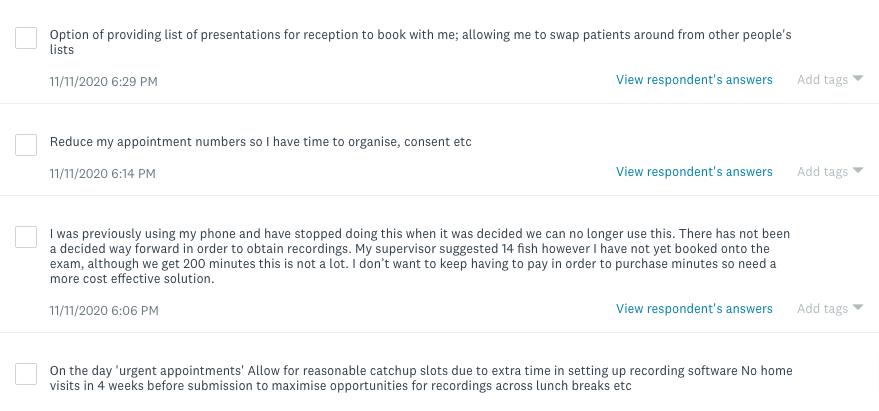 Option of providing list of presentations for reception to book with me; allowing me to swap patients around from other people's
lists
11/11/2020 6:29 PM
View respondent's answers
Add tags
Reduce my appointment numbers so I have time to organise, consent etc
11/11/2020 6:14 PM
View respondent's answers
Add tags
I was previously using my phone and have stopped doing this when it was decided we can no longer use this. There has not been
a decided way forward in order to obtain recordings. My supervisor suggested 14 fish however I have not yet booked onto the
exam, although we get 200 minutes this is not a lot. I don't want to keep having to pay in order to purchase minutes so need a
more cost effective solution.
11/11/2020 6:06 PM
View respondent's answers
Add tags
On the day 'urgent appointments' Allow for reasonable catchup slots due to extra time in setting up recording software No home
visits in 4 weeks before submission to maximise opportunities for recordings across lunch breaks etc